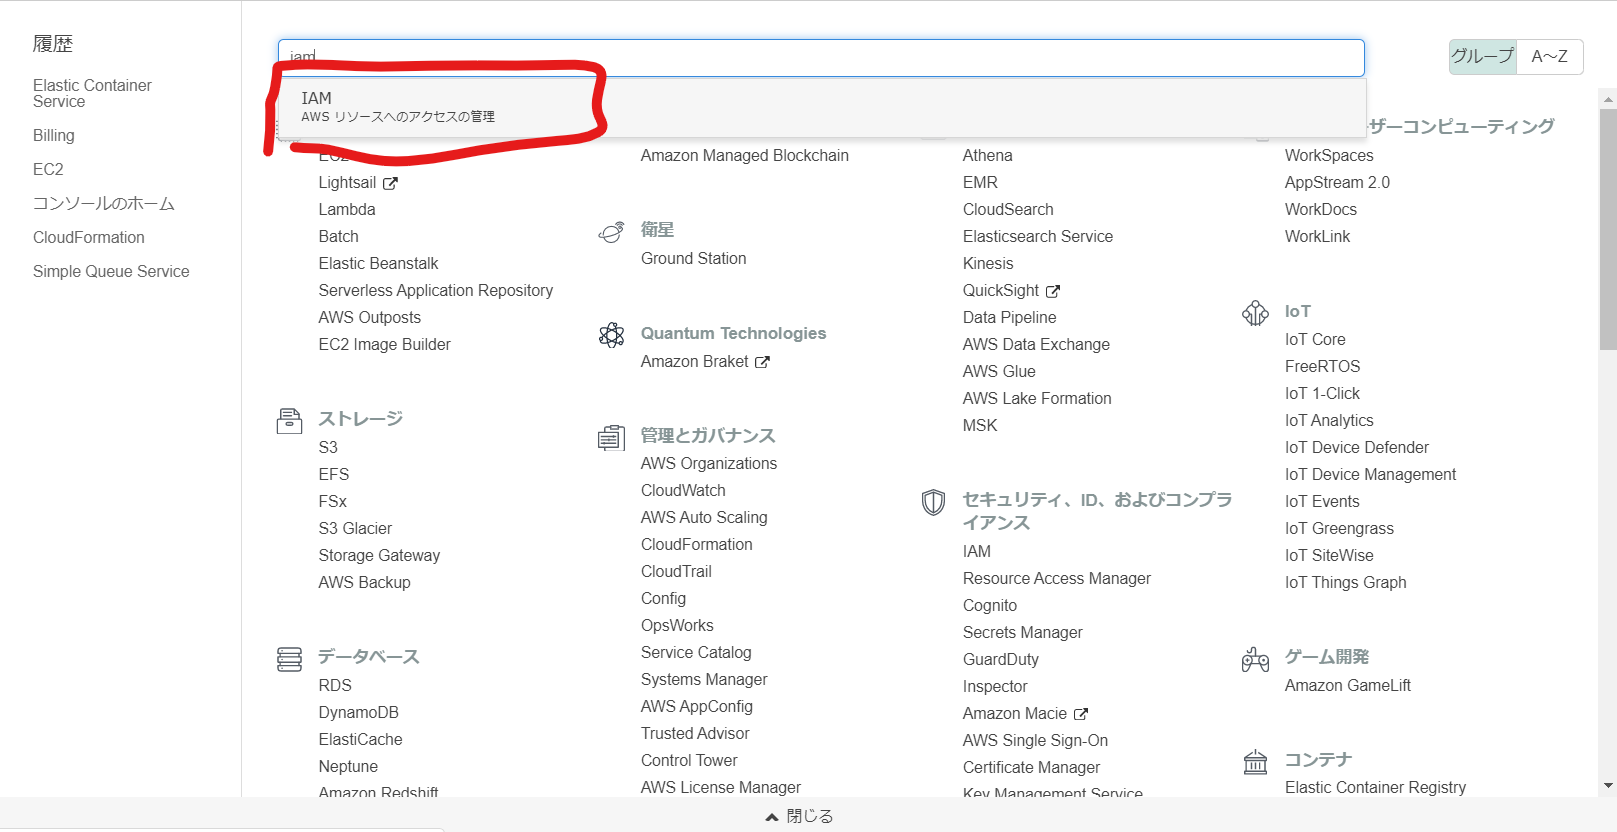 履歴
Elastic Container
Service
Billing
EC2
コンソールのホーム
CloudFormation
Simple Queue Service
iam
グループ
A～Z
IAM
AWS リソースへのアクセスの管理
EC2
Lightsail
Lambda
Batch
Elastic Beanstalk
Serverless Application Repository
AWS Outposts
EC2 Image Builder
ストレージ
S3
EFS
FSx
S3 Glacier
Storage Gateway
AWS Backup
データベース
RDS
DynamoDB
ElastiCache
Neptune
Amazon Redshift
Amazon Managed Blockchain
衛星
Ground Station
Quantum Technologies
Amazon Braket
管理とガバナンス
AWS Organizations
CloudWatch
AWS Auto Scaling
CloudFormation
CloudTrail
Config
OpsWorks
Service Catalog
Systems Manager
AWS AppConfig
Trusted Advisor
Control Tower
AWS License Manager
Athena
EMR
CloudSearch
Elasticsearch Service
Kinesis
QuickSight
Data Pipeline
AWS Data Exchange
AWS Glue
AWS Lake Formation
MSK
セキュリティ、ID、およびコンプラ
イアンス
IAM
Resource Access Manager
Cognito
Secrets Manager
GuardDuty
Inspector
Amazon Macie
AWS Single Sign-On
Certificate Manager
Key Management Service
ザーコンピューティング
WorkSpaces
AppStream 2.0
WorkDocs
WorkLink
IoT
IoT Core
FreeRTOS
IoT 1-Click
IoT Analytics
IoT Device Defender
IoT Device Management
IoT Events
IoT Greengrass
IoT SiteWise
IoT Things Graph
ゲーム開発
Amazon GameLift
コンテナ
Elastic Container Registry
閉じる